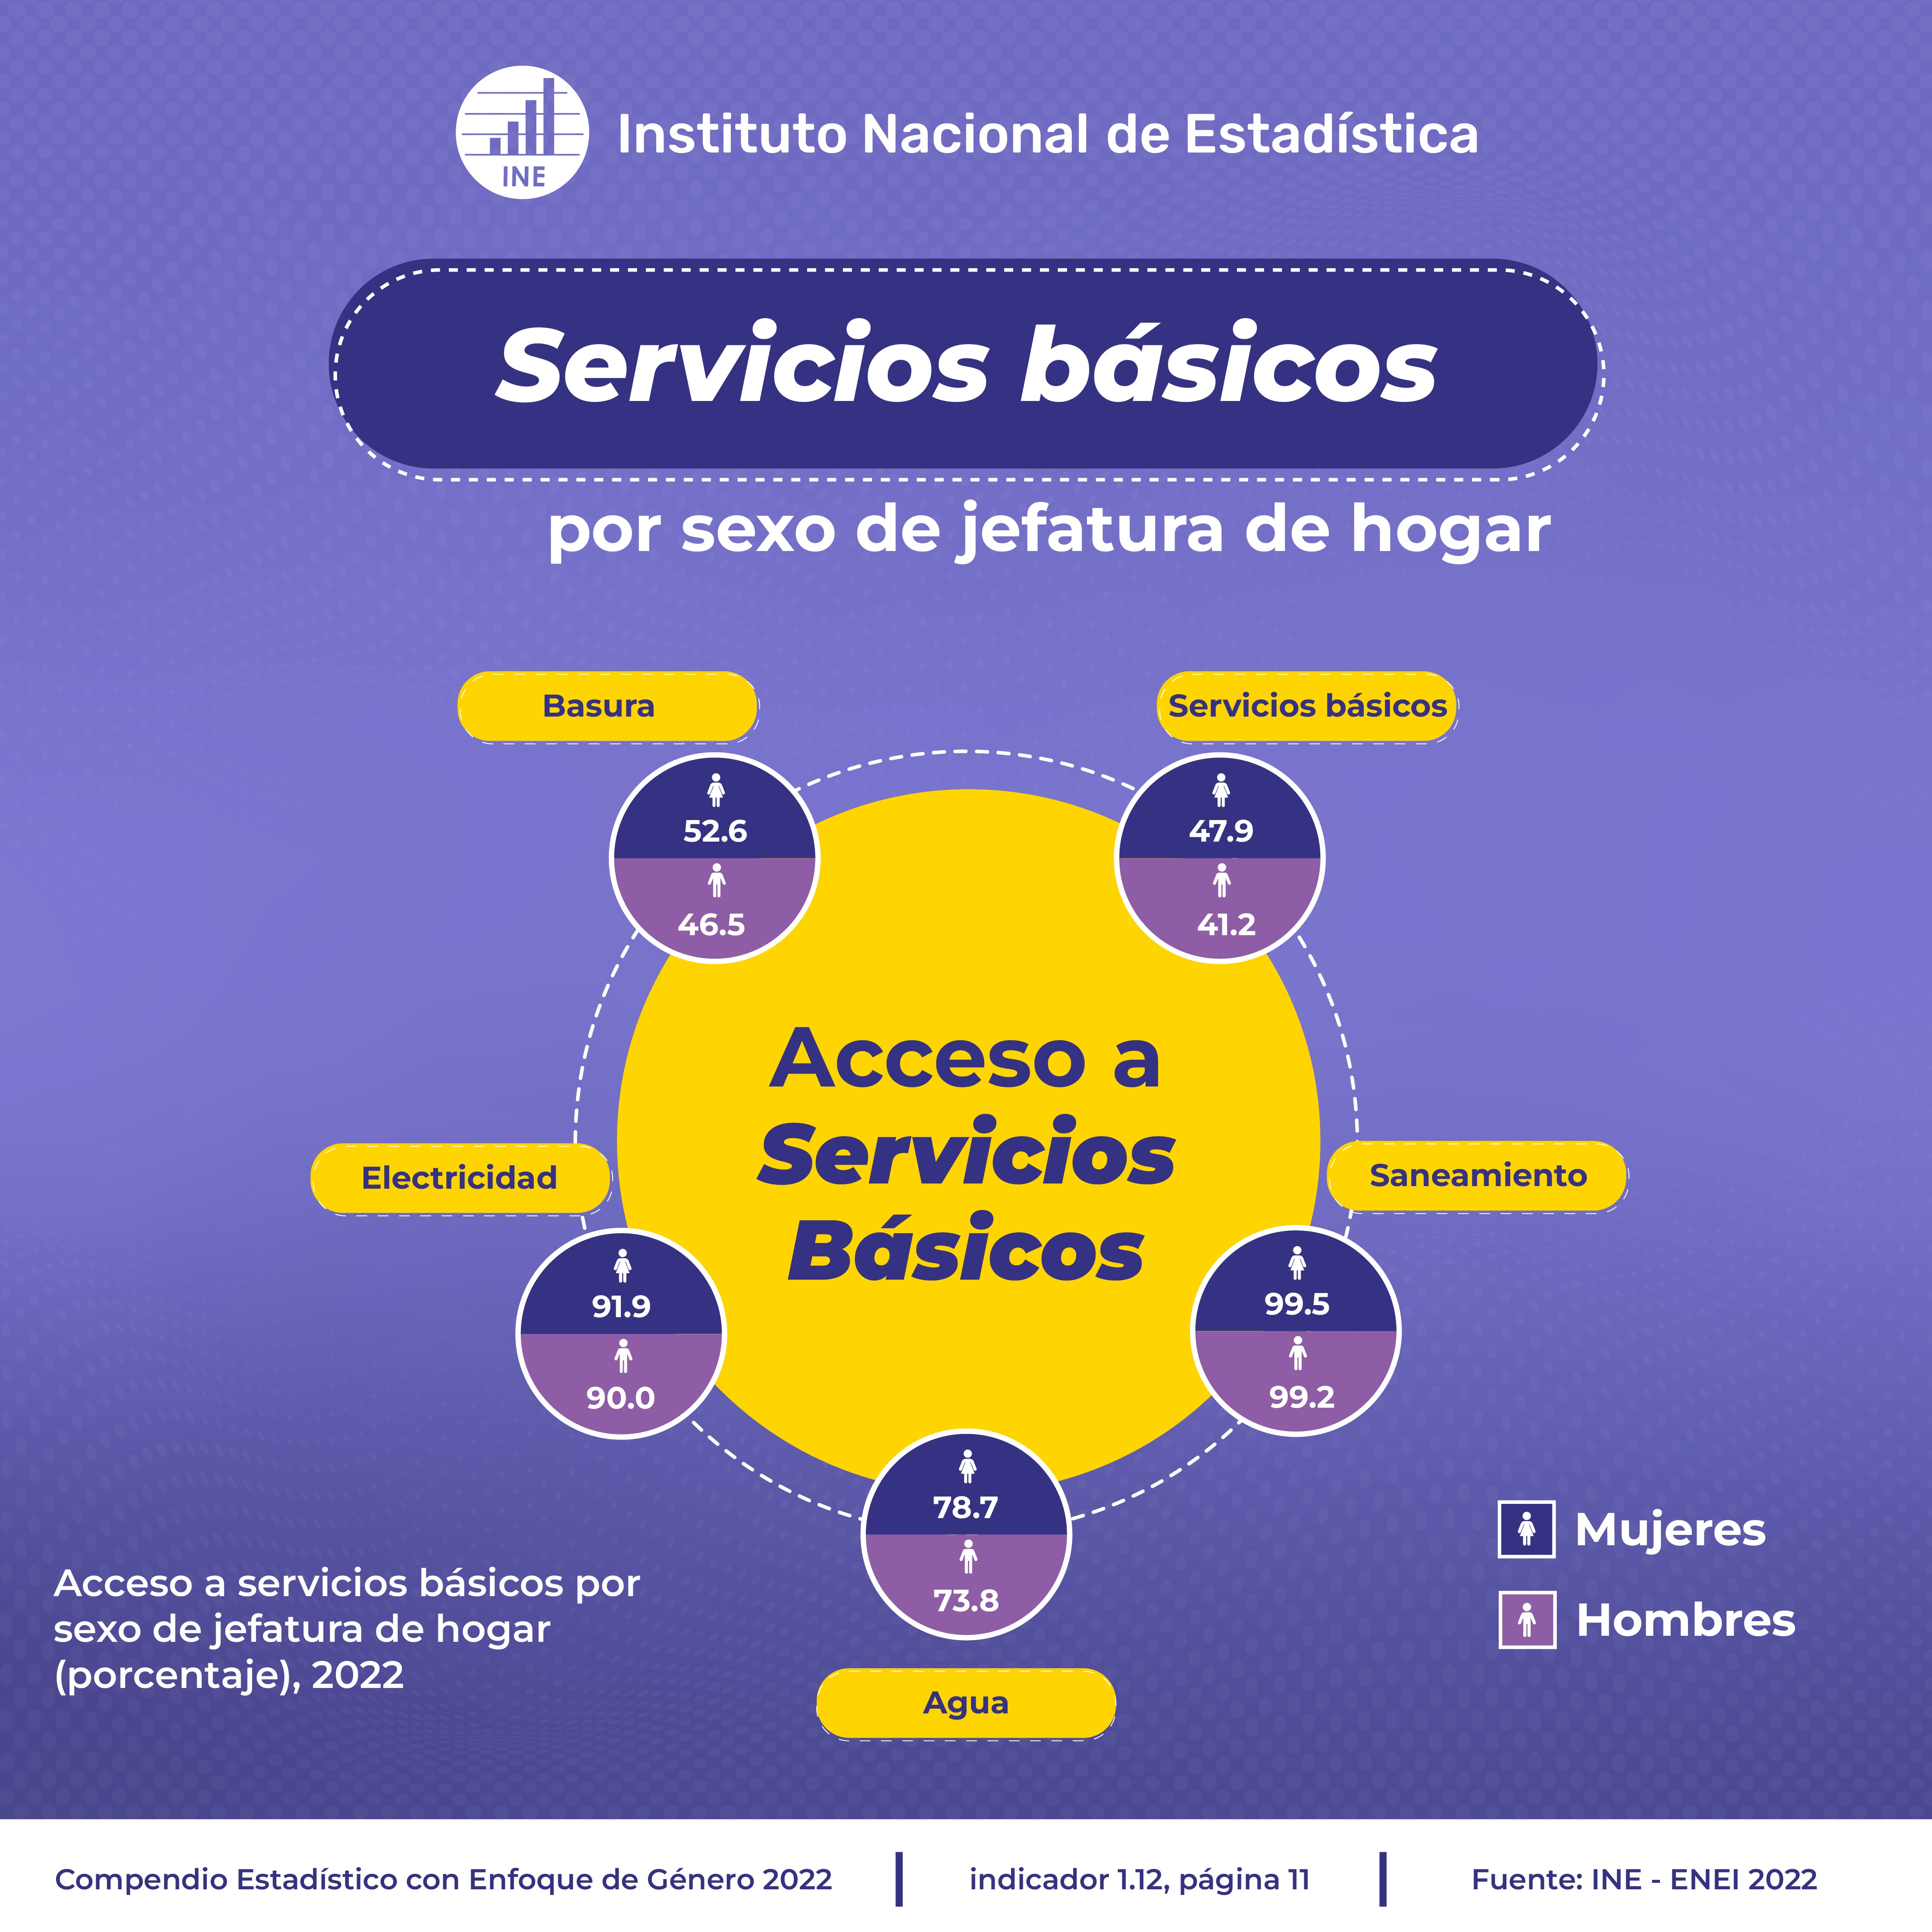 INE
Instituto Nacional de Estadística
Servicios básicos
por sexo de jefatura de hogar
Basura
52.6
46.5
Servicios básicos
47.9
41.2
Acceso a
Servicios
Básicos
Electricidad
91.9
90.0
Saneamiento
99.5
99.2
78.7
73.8
Agua
Mujeres
Hombres
Acceso a servicios básicos por
sexo de jefatura de hogar
(porcentaje), 2022
Compendio Estadístico con Enfoque de Género 2022
indicador 1.12, página 11
Fuente: INE - ENEI 2022